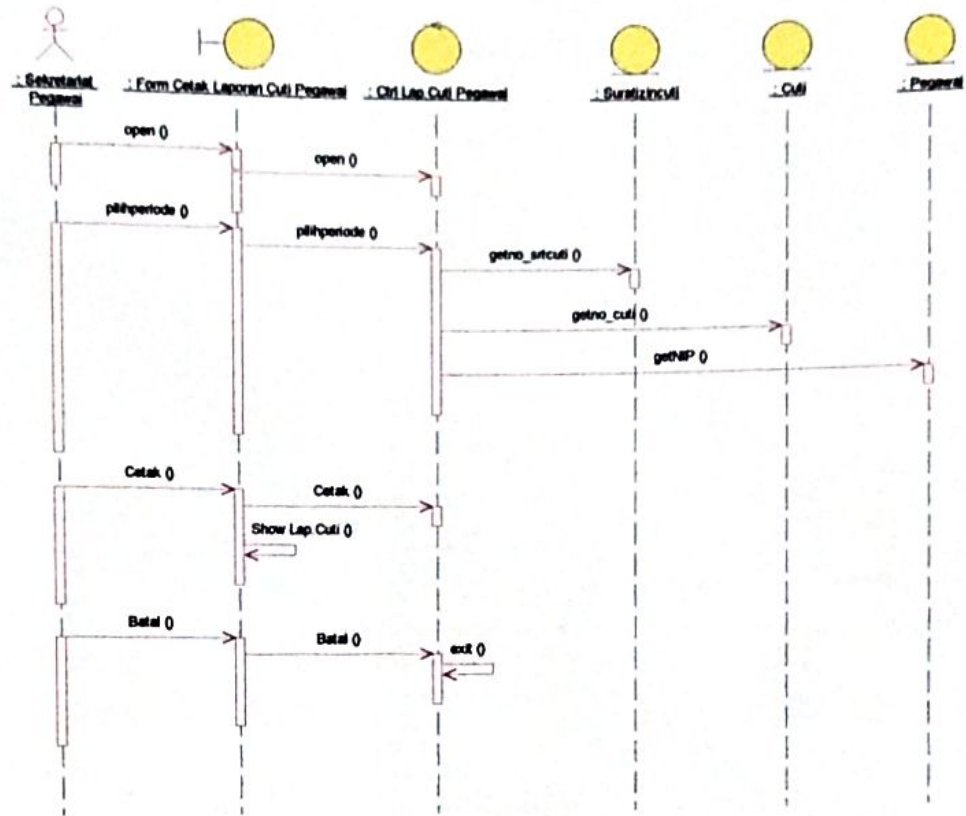 : Sekretariat
Pegawai
: Form Cetak Laporan Cuti Pegawai
: Ctrl Lap.Cuti Pegawai
: Suratizincuti
: Cuti
: Pegawai
open ()
open ()
pilihperiode ()
pilihperiode ()
getno_srtcuti ()
getno_cuti ()
getNIP ()
Cetak ()
Cetak ()
Show Lap.Cuti ()
Batal ()
Batal ()
exit ()